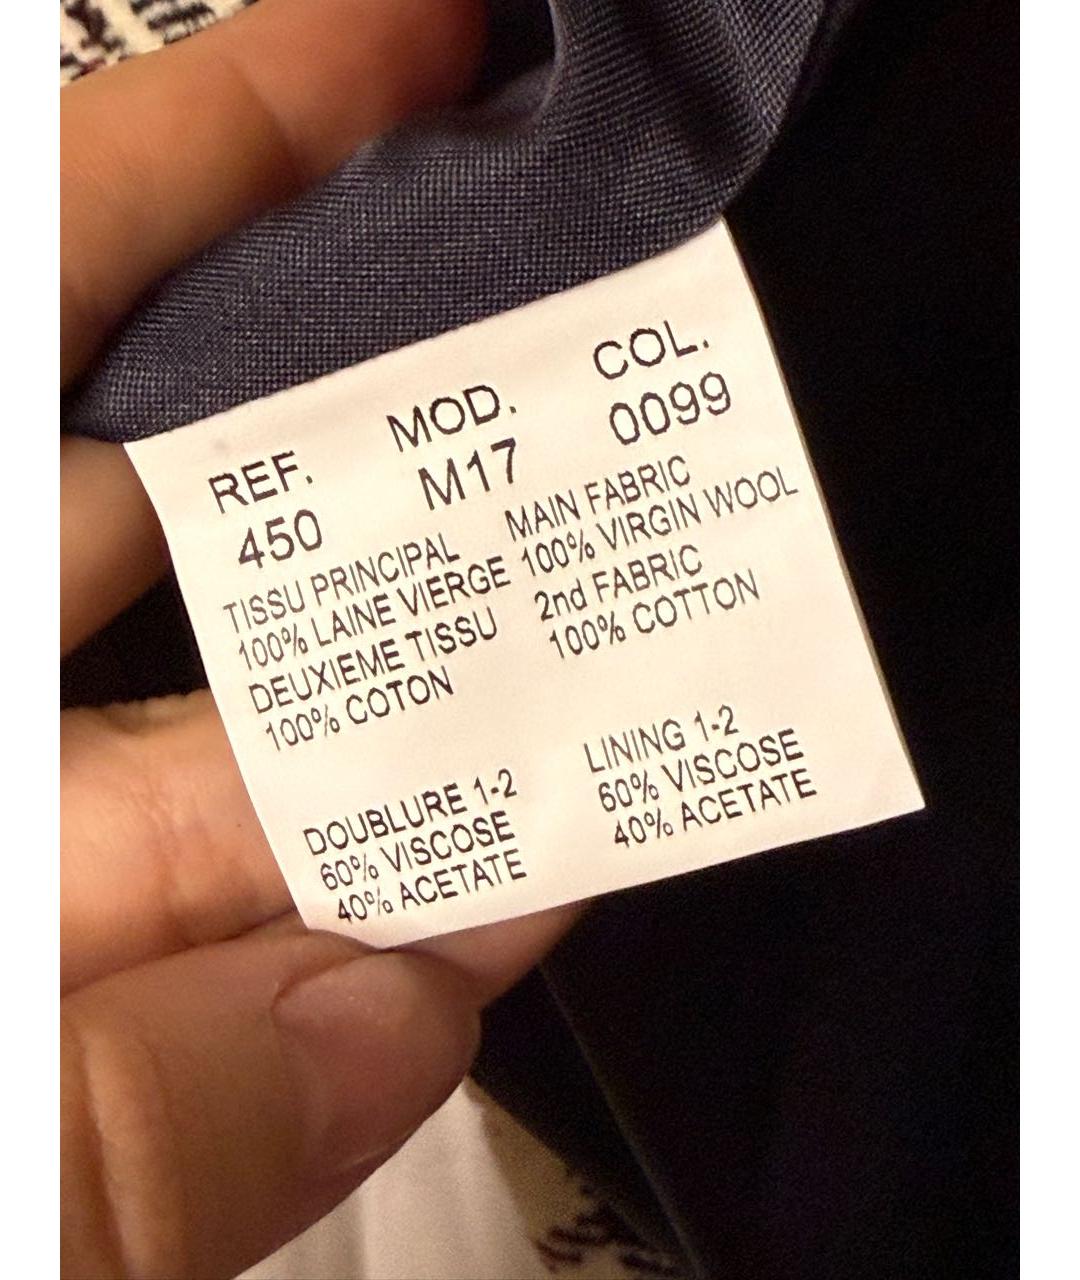 REF. MOD. COL.
450 M17 0099
TISSU PRINCIPAL
100% LAINE VIERGE
DEUXIEME TISSU
100% COTON
MAIN FABRIC
100% VIRGIN WOOL
2nd FABRIC
100% COTTON
DOUBLURE 1-2
60% VISCOSE
40% ACETATE
LINING 1-2
60% VISCOSE
40% ACETATE